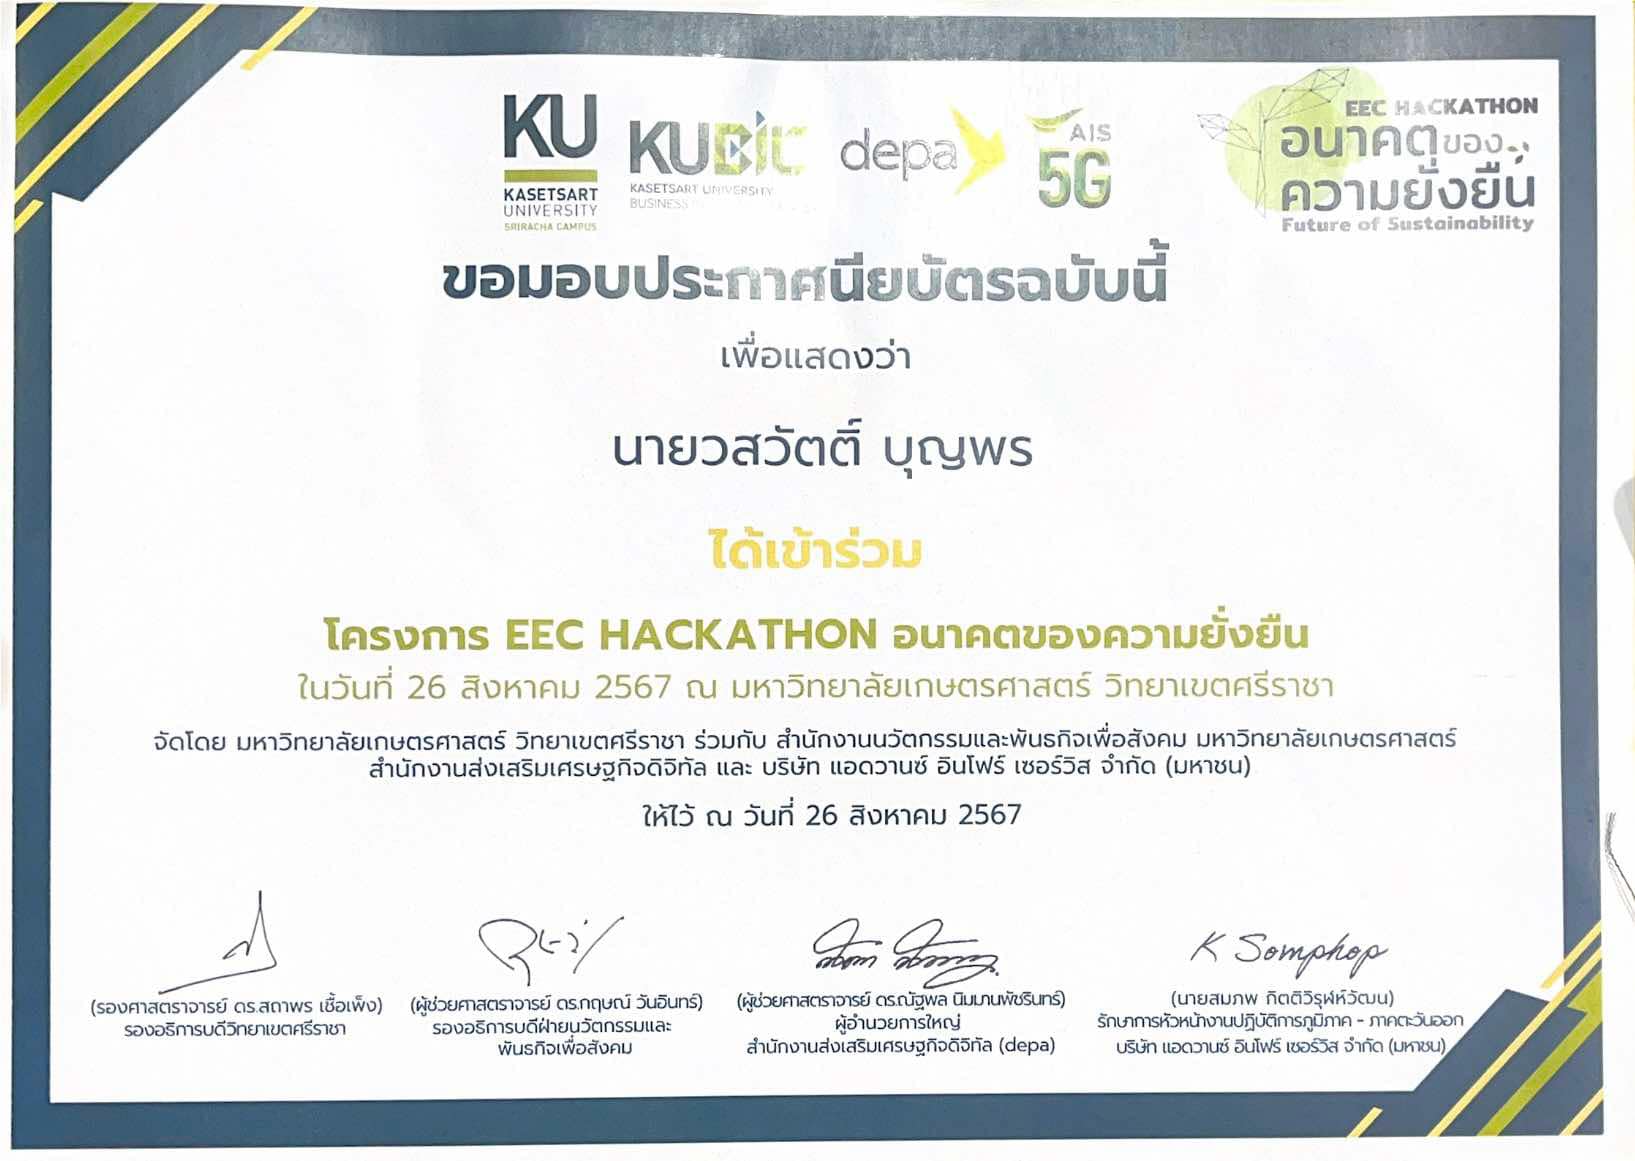 KU
KASETSART
UNIVERSITY
SRIRACHA CAMPUS
KUBIC
KASETSART UNIVERSITY
BUSINESS
depa
AIS
5G
EEC HACKATHON
อนาคตของ
ความยั่งยืน
Future of Sustainability
ขอมอบประกาศนียบัตรฉบับนี้
เพื่อแสดงว่า
นายวสวัตติ์ บุญพร
ได้เข้าร่วม
โครงการ EEC HACKATHON อนาคตของความยั่งยืน
ในวันที่ 26 สิงหาคม 2567 ณ มหาวิทยาลัยเกษตรศาสตร์ วิทยาเขตศรีราชา
จัดโดย มหาวิทยาลัยเกษตรศาสตร์ วิทยาเขตศรีราชา ร่วมกับ สำนักงานนวัตกรรมและพันธกิจเพื่อสังคม มหาวิทยาลัยเกษตรศาสตร์
สำนักงานส่งเสริมเศรษฐกิจดิจิทัล และ บริษัท แอดวานซ์ อินโฟร์ เซอร์วิส จำกัด (มหาชน)
ให้ไว้ ณ วันที่ 26 สิงหาคม 2567
K Somphop
(รองศาสตราจารย์ ดร.สถาพร เชื้อเพ็ง)
รองอธิการบดีวิทยาเขตศรีราชา
(ผู้ช่วยศาสตราจารย์ ดร.กฤษณ์ วันอินทร์)
รองอธิการบดีฝ่ายนวัตกรรมและ
พันธกิจเพื่อสังคม
(ผู้ช่วยศาสตราจารย์ ดร.ณัฐพล นิมมานพัชรินทร์)
ผู้อำนวยการใหญ่
สำนักงานส่งเสริมเศรษฐกิจดิจิทัล (depa)
(นายสมภพ กิตติวิรุฬห์วัฒน)
รักษาการหัวหน้างานปฏิบัติการภูมิภาค - ภาคตะวันออก
บริษัท แอดวานซ์ อินโฟร์ เซอร์วิส จำกัด (มหาชน)